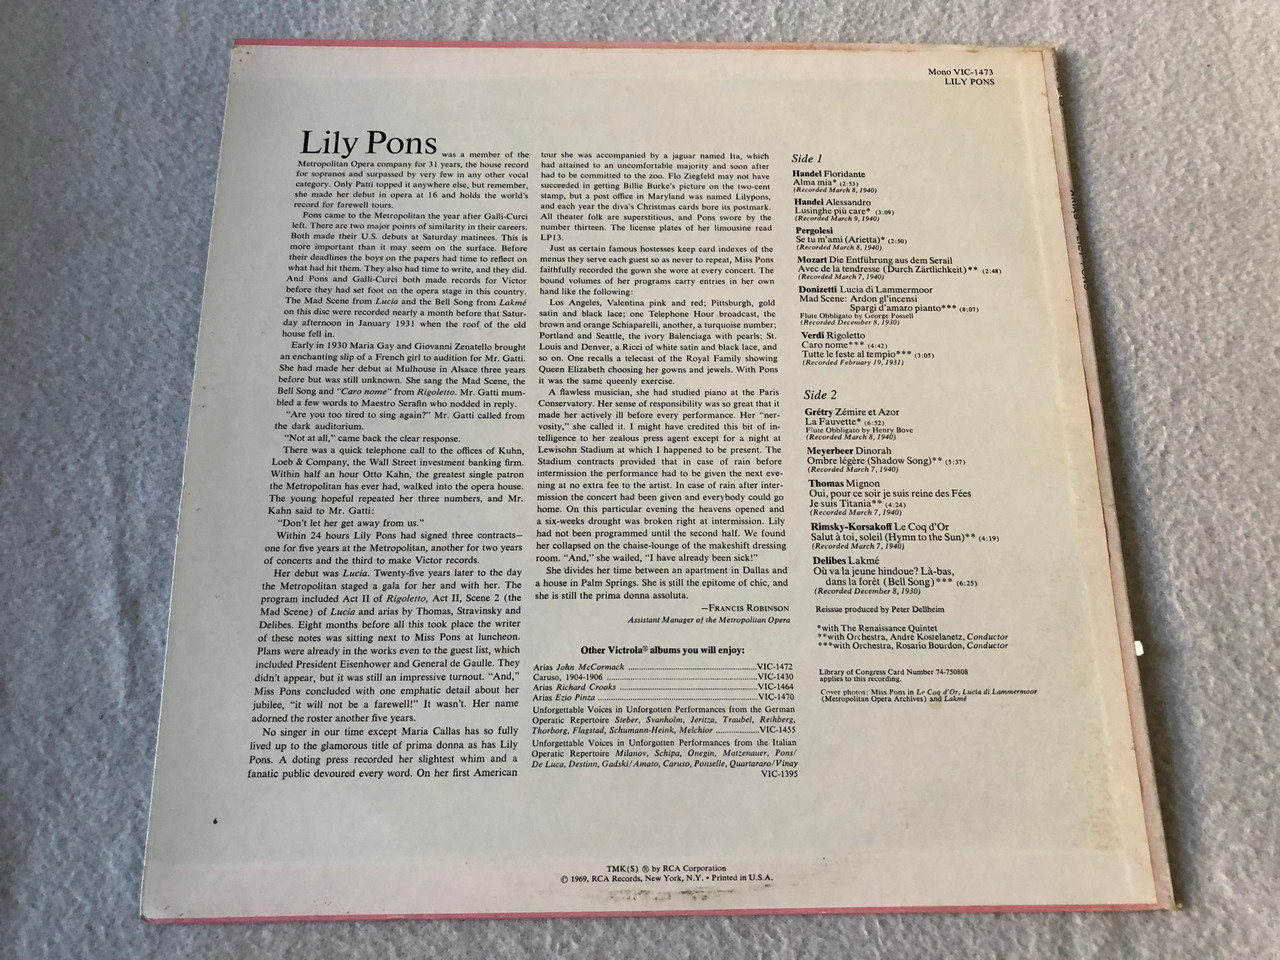 Mono VIC-1473
LILY PONS
Lily Pons was a member of the
Metropolitan Opera company for 31 years, the house record
for sopranos and surpassed by very few in any other vocal
category. Only Patti topped it anywhere else, but remember,
she made her debut in opera at 16 and holds the world's
record for farewell tours.
Pons came to the Metropolitan the year after Galli-Curci
left. There are two major points of similarity in their careers.
Both made their U.S. debuts at Saturday matinees. This is
more important than it may seem on the surface. Before
their deadlines the boys on the papers had time to reflect on
what had hit them. They also had time to write, and they did.
And Pons and Galli-Curci both made records for Victor
before they had set foot on the opera stage in this country.
The Mad Scene from Lucia and the Bell Song from Lakmé
on this disc were recorded nearly a month before that Satur-
day afternoon in January 1931 when the roof of the old
house fell in.
Early in 1930 Maria Gay and Giovanni Zenatello brought
an enchanting slip of a French girl to audition for Mr. Gatti.
She had made her debut at Mulhouse in Alsace three years
before but was still unknown. She sang the Mad Scene, the
Bell Song and "Caro nome" from Rigoletto. Mr. Gatti mum-
bled a few words to Maestro Serafin who nodded in reply.
"Are you too tired to sing again?" Mr. Gatti called from
the dark auditorium.
"Not at all," came back the clear response.
There was a quick telephone call to the offices of Kuhn,
Loeb & Company, the Wall Street investment banking firm.
Within half an hour Otto Kahn, the greatest single patron
the Metropolitan has ever had, walked into the opera house.
The young hopeful repeated her three numbers, and Mr.
Kahn said to Mr. Gatti:
"Don't let her get away from us."
Within 24 hours Lily Pons had signed three contracts—
one for five years at the Metropolitan, another for two years
of concerts and the third to make Victor records.
Her debut was Lucia. Twenty-five years later to the day
the Metropolitan staged a gala for her and with her. The
program included Act II of Rigoletto, Act II, Scene 2 (the
Mad Scene) of Lucia and arias by Thomas, Stravinsky and
Delibes. Eight months before all this took place the writer
of these notes was sitting next to Miss Pons at luncheon.
Plans were already in the works even to the guest list, which
included President Eisenhower and General de Gaulle. They
didn't appear, but it was still an impressive turnout. "And,"
Miss Pons concluded with one emphatic detail about her
jubilee, "it will not be a farewell!" It wasn't. Her name
adorned the roster another five years.
No singer in our time except Maria Callas has so fully
lived up to the glamorous title of prima donna as has Lily
Pons. A doting press recorded her slightest whim and a
fanatic public devoured every word. On her first American
6
tour she was accompanied by a jaguar named Ita, which
had attained to an uncomfortable majority and soon after
had to be committed to the zoo. Flo Ziegfeld may not have
succeeded in getting Billie Burke's picture on the two-cent
stamp, but a post office in Maryland was named Lilypons,
and each year the diva's Christmas cards bore its postmark.
All theater folk are superstitious, and Pons swore by the
number thirteen. The license plates of her limousine read
LP13.
Just as certain famous hostesses keep card indexes of the
menus they serve each guest so as never to repeat, Miss Pons
faithfully recorded the gown she wore at every concert. The
bound volumes of her programs carry entries in her own
hand like the following:
Los Angeles, Valentina pink and red; Pittsburgh, gold
satin and black lace; one Telephone Hour broadcast, the
brown and orange Schiaparelli, another, a turquoise number;
Portland and Seattle, the ivory Balenciaga with pearls; St.
Louis and Denver, a Ricci of white satin and black lace, and
so on. One recalls a telecast of the Royal Family showing
Queen Elizabeth choosing her gowns and jewels. With Pons
it was the same queenly exercise.
A flawless musician, she had studied piano at the Paris
Conservatory. Her sense of responsibility was so great that it
made her actively ill before every performance. Her "ner-
vosity," she called it. I might have credited this bit of in-
telligence to her zealous press agent except for a night at
Lewisohn Stadium at which I happened to be present. The
Stadium contracts provided that in case of rain before
intermission the performance had to be given the next eve-
ning at no extra fee to the artist. In case of rain after inter-
mission the concert had been given and everybody could go
home. On this particular evening the heavens opened and
a six-weeks drought was broken right at intermission. Lily
had not been programmed until the second half. We found
her collapsed on the chaise-lounge of the makeshift dressing
room. "And," she wailed, "I have already been sick!"
She divides her time between an apartment in Dallas and
a house in Palm Springs. She is still the epitome of chic, and
she is still the prima donna assoluta.
—FRANCIS ROBINSON
Assistant Manager of the Metropolitan Opera
Other Victrola® albums you will enjoy:
Arias John McCormack ........ VIC-1472
Caruso, 1904-1906 ........ VIC-1430
Arias Richard Crooks ........ VIC-1464
Arias Ezio Pinza ........ VIC-1470
Unforgettable Voices in Unforgotten Performances from the German
Operatic Repertoire Steber, Svanholm, Jeritza, Traubel, Rethberg,
Thorborg, Flagstad, Schumann-Heink, Melchior ........ VIC-1455
Unforgettable Voices in Unforgotten Performances from the Italian
Operatic Repertoire Milanov, Schipa, Onegin, Matzenauer, Pons/
De Luca, Destinn, Gadski/Amato, Caruso, Ponselle, Quartararo/Vinay
VIC-1395
Side 1
Handel Floridante
Alma mia* (2:53)
(Recorded March 8, 1940)
Handel Alessandro
Lusinghe più care* (3:09)
(Recorded March 9, 1940)
Pergolesi
Se tu m'ami (Arietta)* (2:50)
(Recorded March 8, 1940)
Mozart Die Entführung aus dem Serail
Avec de la tendresse (Durch Zärtlichkeit)** (2:48)
(Recorded March 7, 1940)
Donizetti Lucia di Lammermoor
Mad Scene: Ardon gl'incensi
Spargi d'amaro pianto*** (8:07)
Flute Obbligato by George Possell
(Recorded December 8, 1930)
Verdi Rigoletto
Caro nome*** (4:42)
Tutte le feste al tempio*** (3:05)
(Recorded February 19, 1931)
Side 2
Grétry Zémire et Azor
La Fauvette* (6:52)
Flute Obbligato by Henry Bove
(Recorded March 8, 1940)
Meyerbeer Dinorah
Ombre légère (Shadow Song)** (5:37)
(Recorded March 7, 1940)
Thomas Mignon
Oui, pour ce soir je suis reine des Fées
Je suis Titania** (4:24)
(Recorded March 7, 1940)
Rimsky-Korsakoff Le Coq d'Or
Salut à toi, soleil (Hymn to the Sun)** (4:19)
(Recorded March 7, 1940)
Delibes Lakmé
Où va la jeune hindoue? Là-bas,
dans la forêt (Bell Song)*** (6:25)
(Recorded December 8, 1930)
Reissue produced by Peter Dellheim
*with The Renaissance Quintet
**with Orchestra, André Kostelanetz, Conductor
***with Orchestra, Rosario Bourdon, Conductor
Library of Congress Card Number 74-750808
applies to this recording.
Cover photos: Miss Pons in Le Coq d'Or, Lucia di Lammermoor
(Metropolitan Opera Archives) and Lakmé
TMK(S) ® by RCA Corporation
© 1969, RCA Records, New York, N.Y. • Printed in U.S.A.